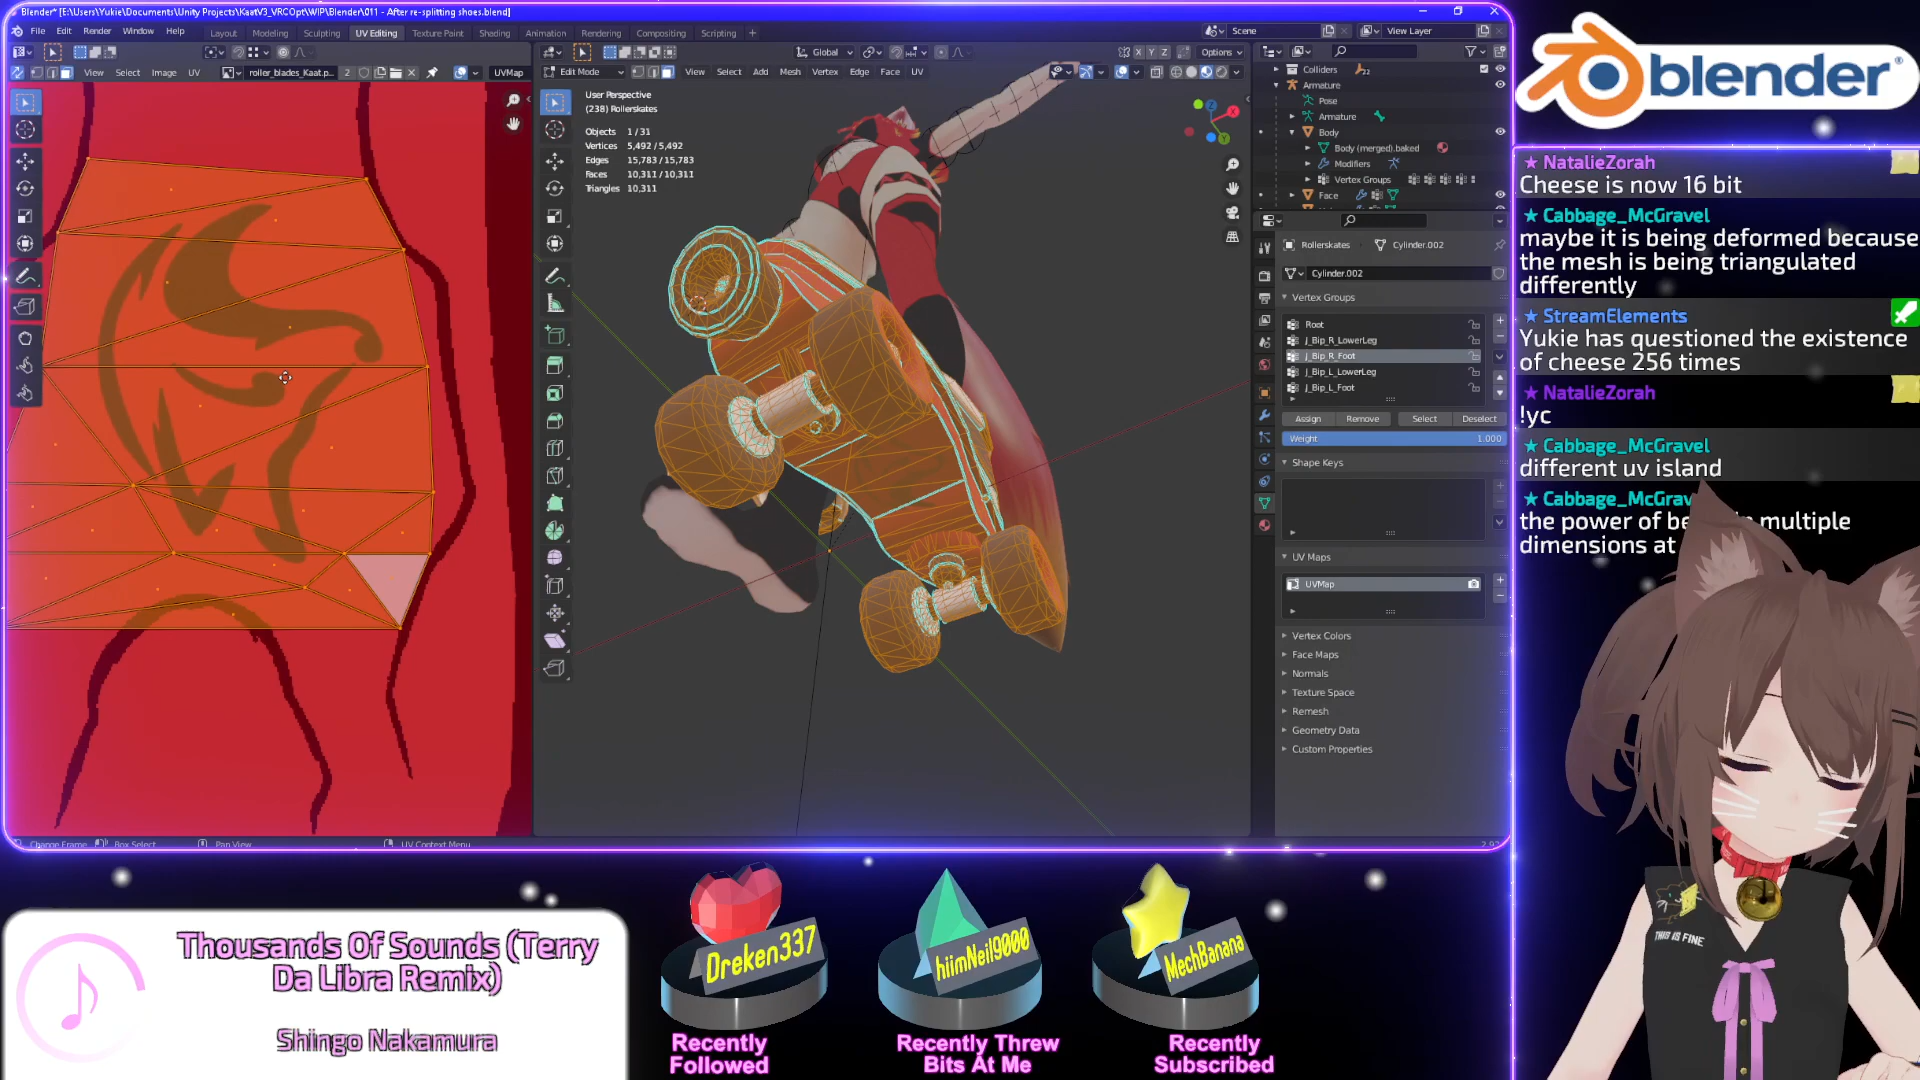 Blender* [E:\Users\Yukie\Documents\Unity Projects\KaatV3_VRCOpt\WIP\Blender\011 - After re-splitting shoes.blend]
File Edit Render Window Help Layout Modeling Sculpting UV Editing Texture Paint Shading Animation Rendering Compositing Scripting +
Scene
View Layer
Global
Options
View Select Image UV
roller_blades_Kaat.p...
2
UVMap
Edit Mode
View Select Add Mesh Vertex Edge Face UV
User Perspective
(238) Rollerskates
Objects 1 / 31
Vertices 5,492 / 5,492
Edges 15,783 / 15,783
Faces 10,311 / 10,311
Triangles 10,311
Colliders
Armature
Pose
Armature
Body
Body (merged).baked
Modifiers
Vertex Groups
Face
Rollerskates
Cylinder.002
Cylinder.002
Vertex Groups
Root
J_Bip_R_LowerLeg
J_Bip_R_Foot
J_Bip_L_LowerLeg
J_Bip_L_Foot
Assign Remove Select Deselect
Weight 1.000
Shape Keys
UV Maps
UVMap
Vertex Colors
Face Maps
Normals
Texture Space
Remesh
Geometry Data
Custom Properties
Change Frame
Box Select
Pan View
UV Context Menu
blender
NatalieZorah
Cheese is now 16 bit
Cabbage_McGravel
maybe it is being deformed because
the mesh is being triangulated
differently
StreamElements
Yukie has questioned the existence
of cheese 256 times
NatalieZorah
!yc
Cabbage_McGravel
different uv island
Cabbage_McGrav
the power of be in multiple
dimensions at
THIS IS FINE
Thousands Of Sounds (Terry
Da Libra Remix)
Shingo Nakamura
Dreken337
Recently
Followed
hiimNeil9000
Recently Threw
Bits At Me
MechBanana
Recently
Subscribed